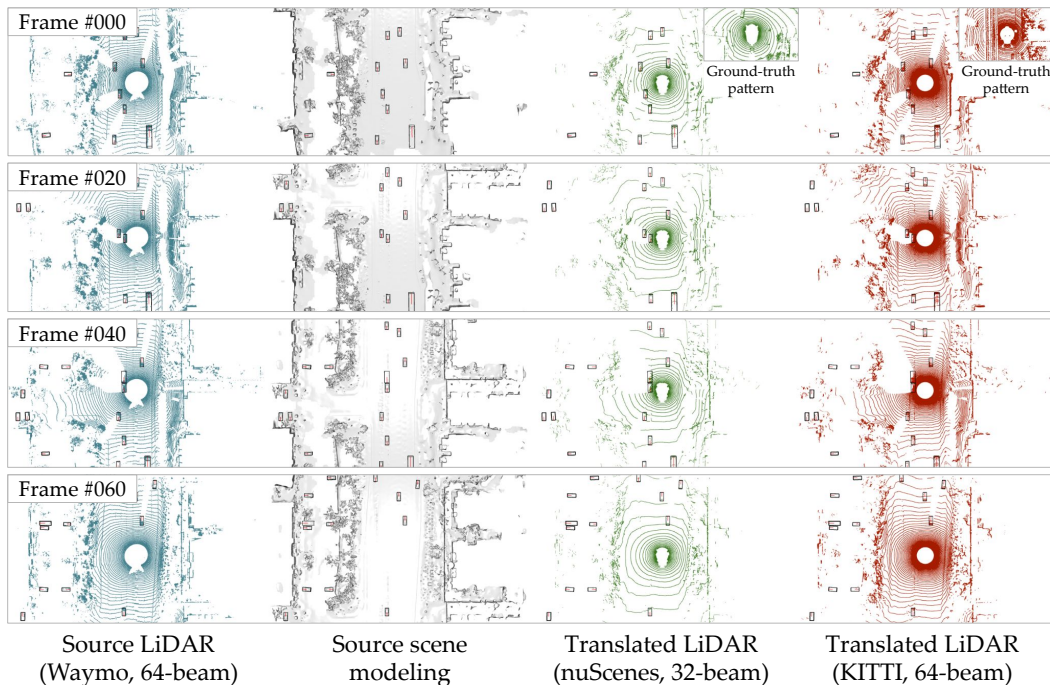 Frame #000
Ground-truth
pattern
Ground-truth
pattern
Frame #020
Frame #040
Frame #060
Source LiDAR
(Waymo, 64-beam)
Source scene
modeling
Translated LiDAR
(nuScenes, 32-beam)
Translated LiDAR
(KITTI, 64-beam)